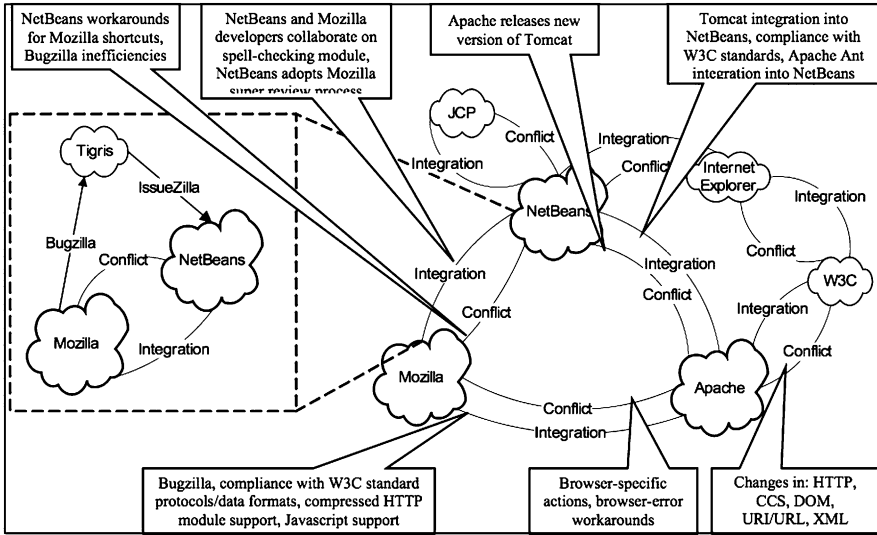 NetBeans workarounds
for Mozilla shortcuts,
Bugzilla inefficiencies
NetBeans and Mozilla
developers collaborate on
spell-checking module,
NetBeans adopts Mozilla
super review process
Apache releases new
version of Tomcat
Tomcat integration into
NetBeans, compliance with
W3C standards, Apache Ant
integration into NetBeans
Tigris
IssueZilla
Bugzilla
Conflict
NetBeans
Mozilla
Integration
JCP
Conflict
Integration
Integration
Conflict
Internet
Explorer
NetBeans
Integration
Conflict
W3C
Integration
Conflict
Integration
Conflict
Integration
Conflict
Mozilla
Apache
Conflict
Integration
Bugzilla, compliance with W3C standard
protocols/data formats, compressed HTTP
module support, Javascript support
Browser-specific
actions, browser-error
workarounds
Changes in: HTTP,
CCS, DOM,
URI/URL, XML